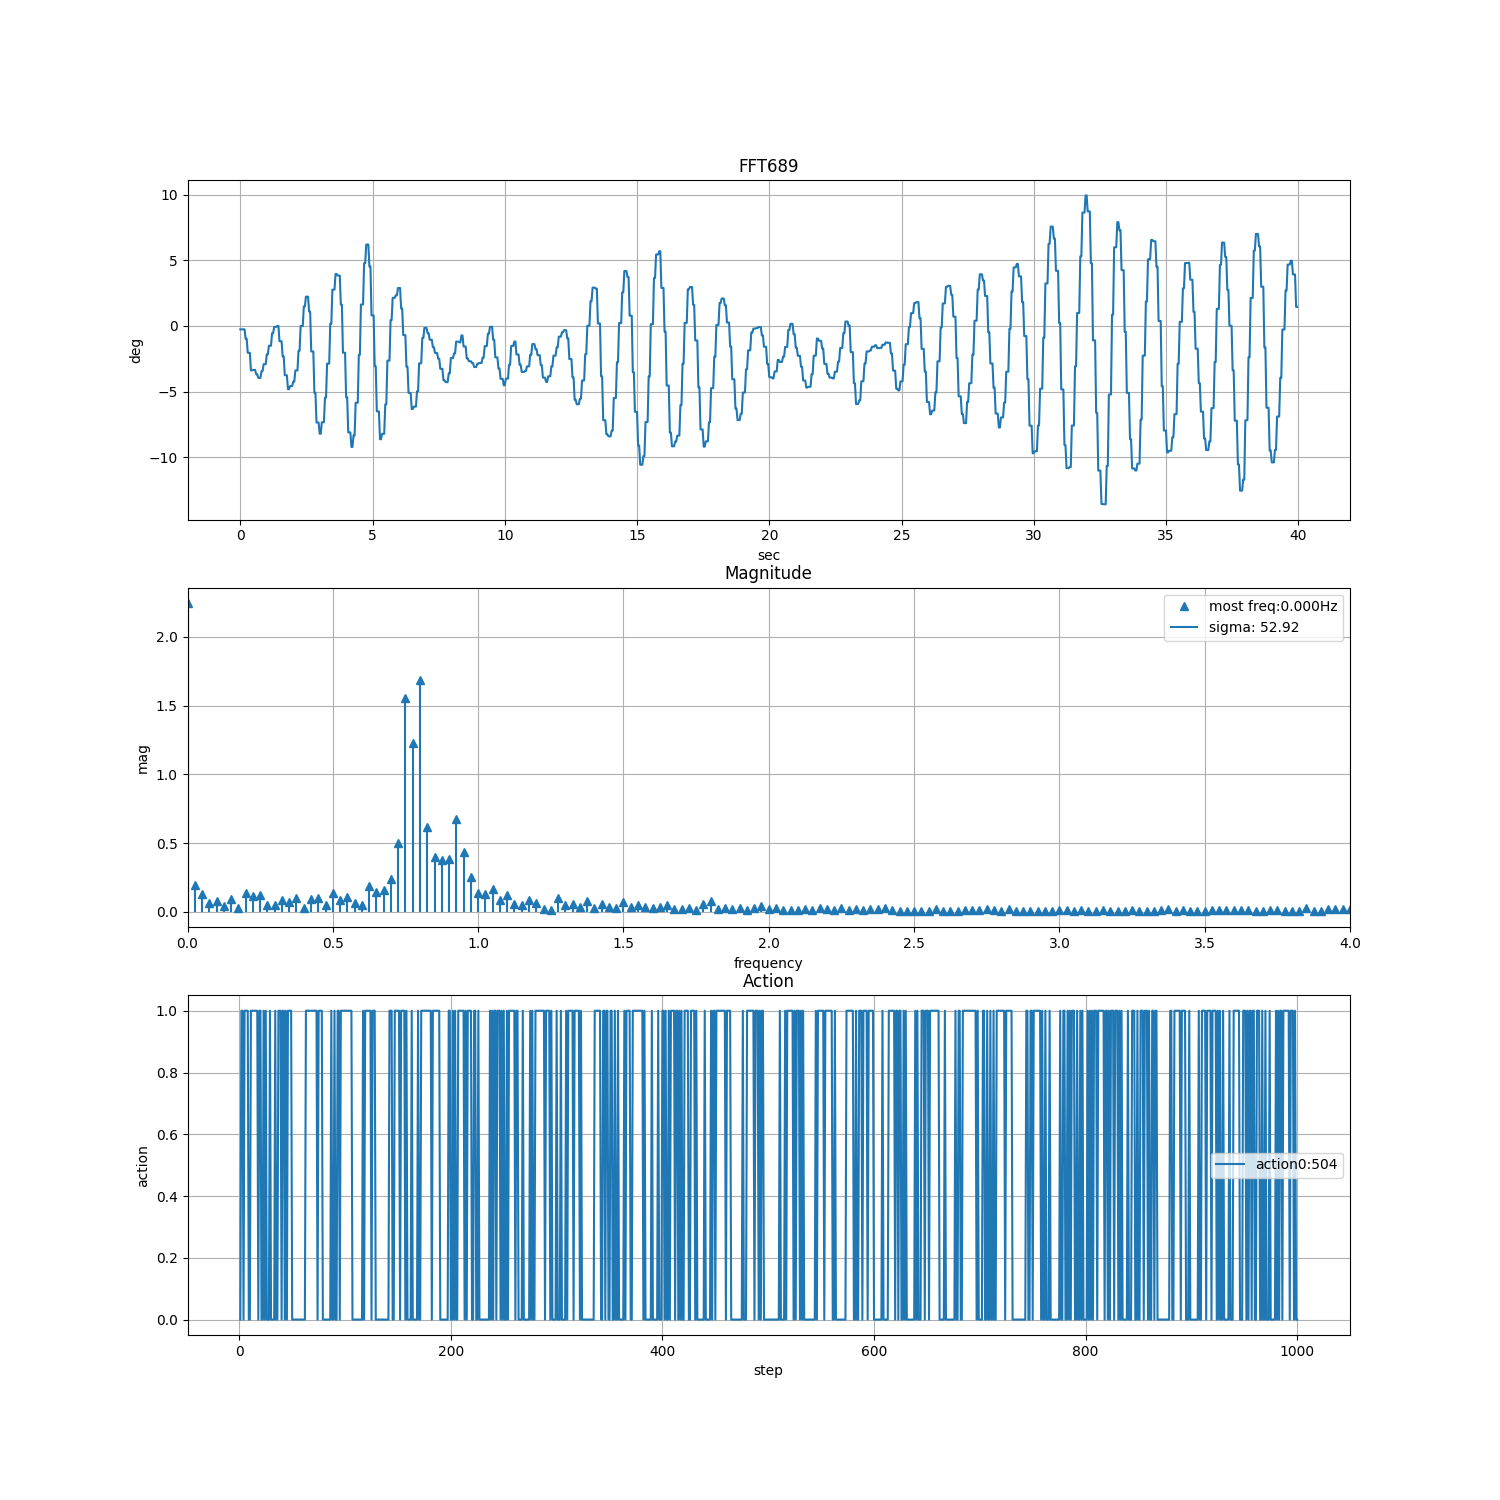 FFT689
10
5
0
−5
−10
deg
0 5 10 15 20 25 30 35 40
sec
Magnitude
most freq:0.000Hz
sigma: 52.92
2.0
1.5
1.0
0.5
0.0
mag
0.0 0.5 1.0 1.5 2.0 2.5 3.0 3.5 4.0
frequency
Action
1.0
0.8
0.6
0.4
0.2
0.0
action
action0:504
0 200 400 600 800 1000
step